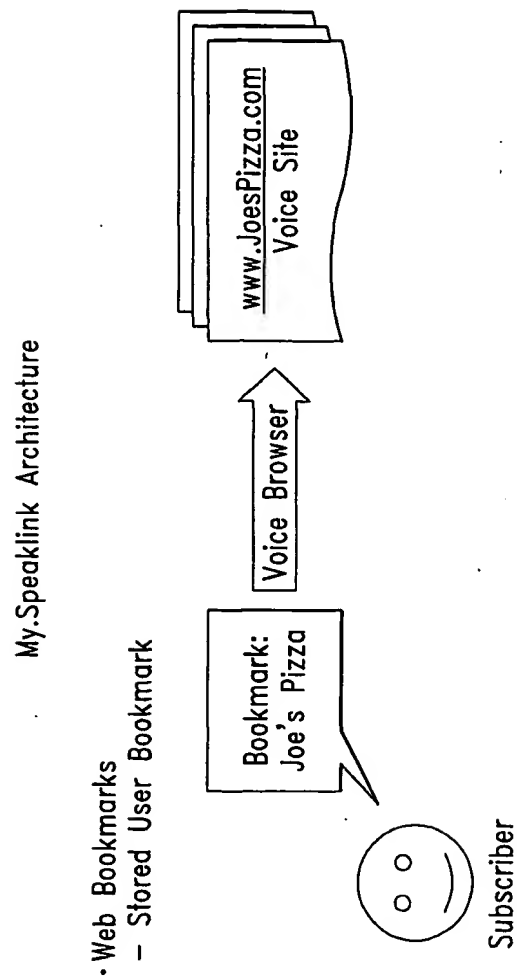 My.Speaklink Architecture
• Web Bookmarks
– Stored User Bookmark
Bookmark:
Joe's Pizza
Voice Browser
www.JoesPizza.com
Voice Site
Subscriber